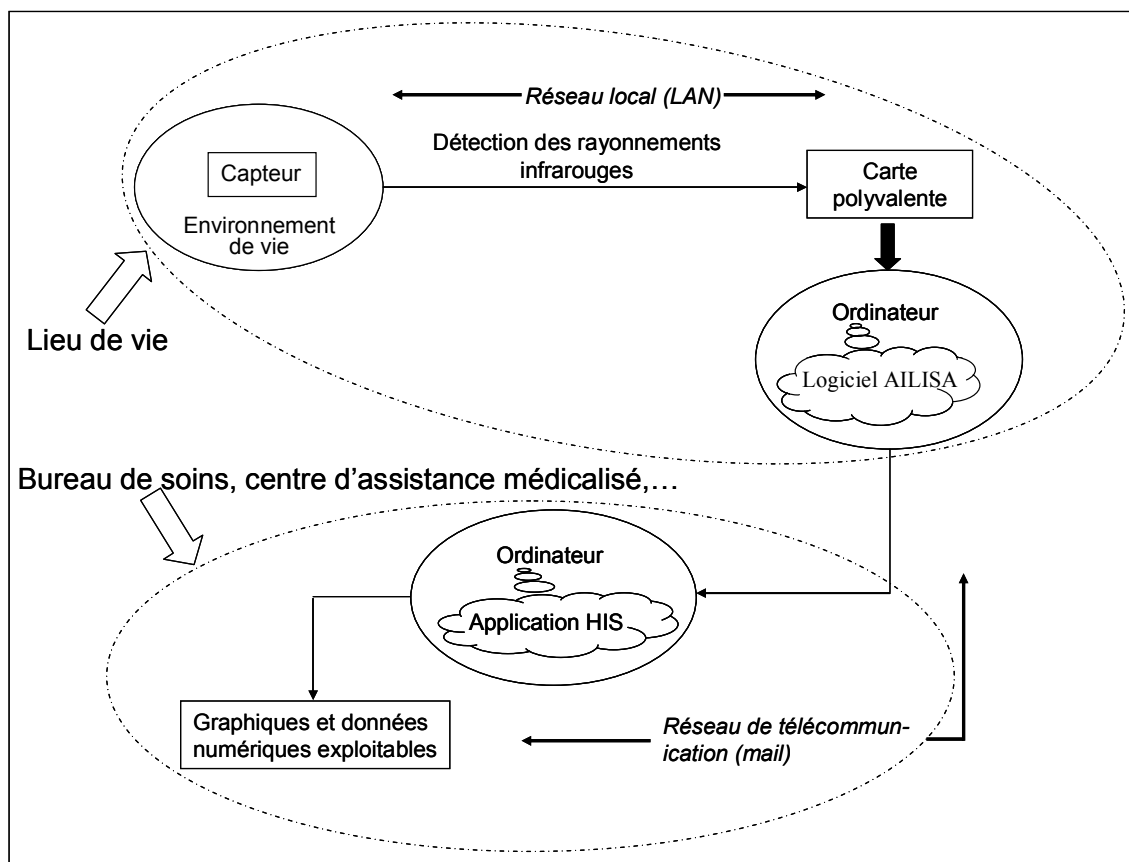 Réseau local (LAN)
Détection des rayonnements
infrarouges
Capteur
Environnement
de vie
Carte
polyvalente
Lieu de vie
Ordinateur
Logiciel AILISA
Bureau de soins, centre d’assistance médicalisé,…
Ordinateur
Application HIS
Graphiques et données
numériques exploitables
Réseau de télécommun-
ication (mail)